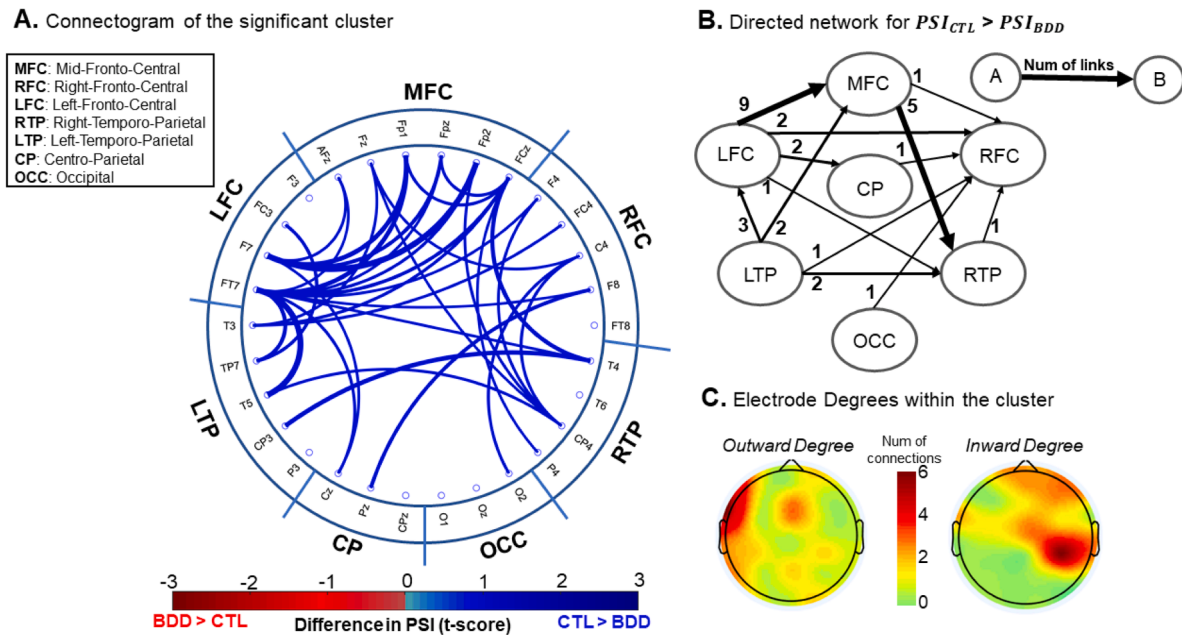 A. Connectogram of the significant cluster
MFC: Mid-Fronto-Central
RFC: Right-Fronto-Central
LFC: Left-Fronto-Central
RTP: Right-Temporo-Parietal
LTP: Left-Temporo-Parietal
CP: Centro-Parietal
OCC: Occipital
MFC
RFC
RTP
OCC
CP
LTP
LFC
AFz
Fz
Fp1
Fpz
Fp2
FCz
F4
FC4
C4
F8
FT8
T4
T6
CP4
P4
O2
Oz
O1
CPz
Pz
Cz
P3
CP3
T5
TP7
T3
FT7
F7
FC3
F3
-3 -2 -1 0 1 2 3
BDD > CTL Difference in PSI (t-score) CTL > BDD
B. Directed network for PSI_CTL > PSI_BDD
A Num of links B
MFC 1
5
9
2
LFC 2 1 RFC
CP
1
3 2 1 1
LTP 2 RTP
1
OCC
C. Electrode Degrees within the cluster
Outward Degree
Num of
connections
Inward Degree
6
4
2
0